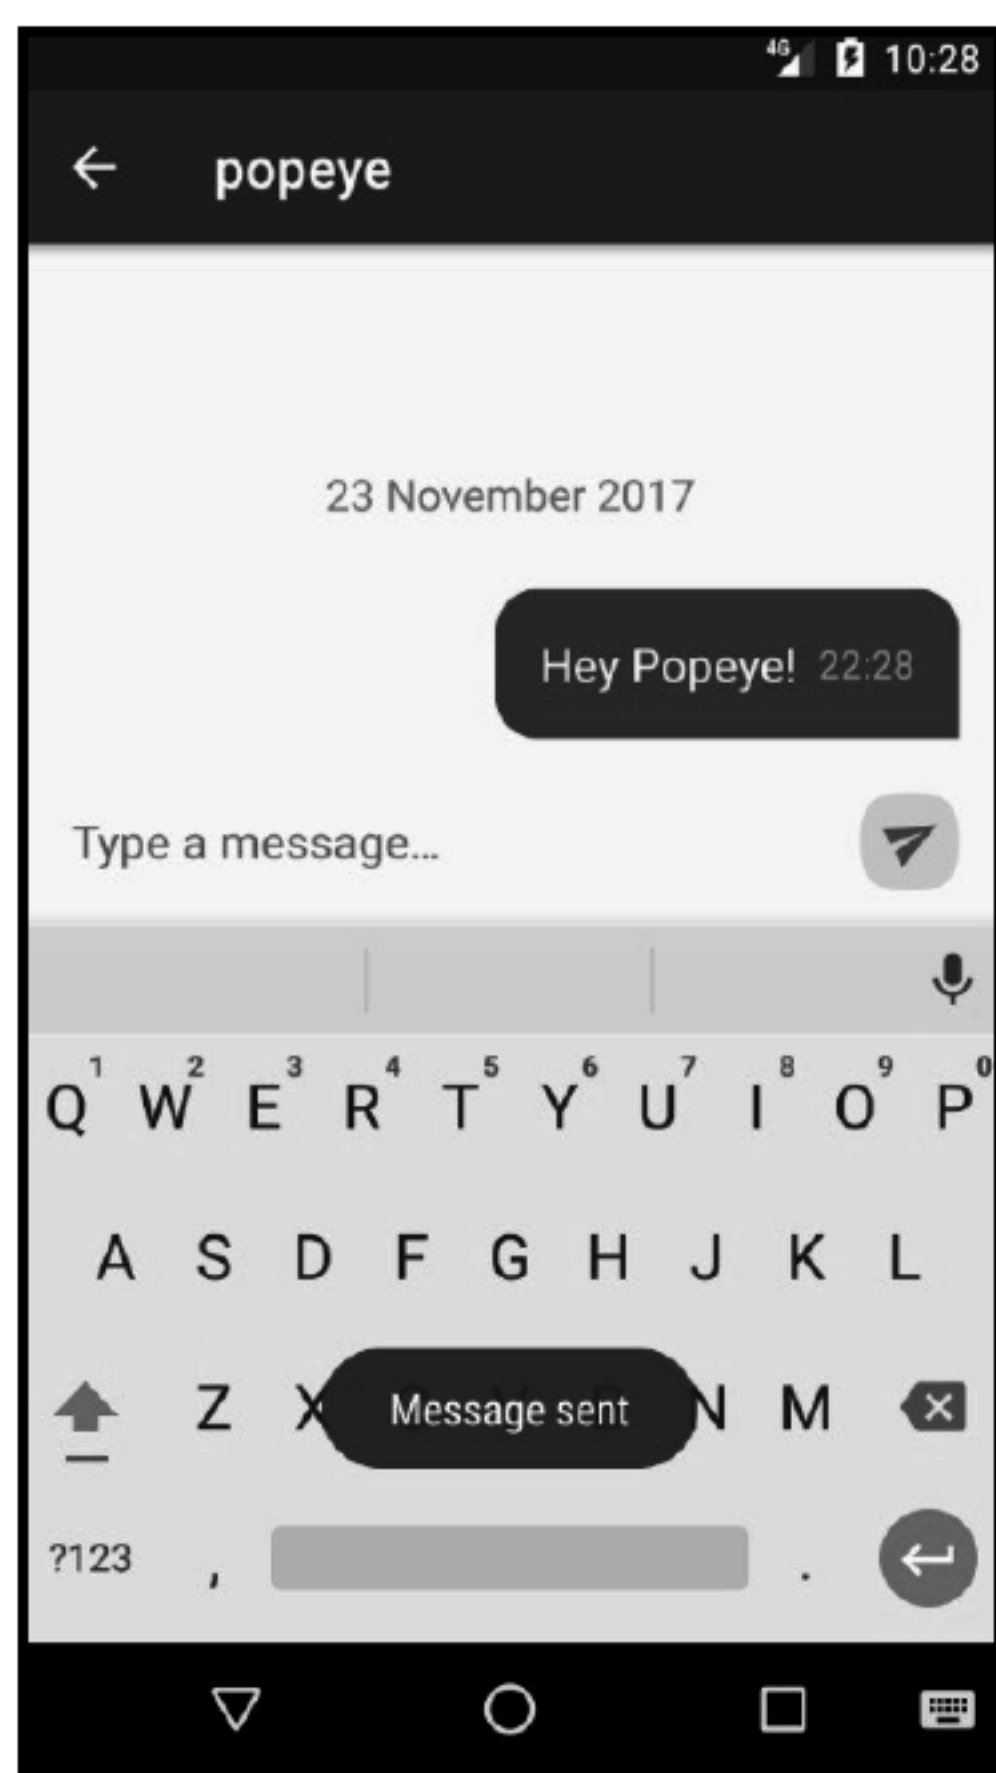 4G 10:28
popeye
23 November 2017
Hey Popeye! 22:28
Type a message...
1 2 3 4 5 6 7 8 9 0
Q W E R T Y U I O P
A S D F G H J K L
Z X N M
Message sent
?123 , .